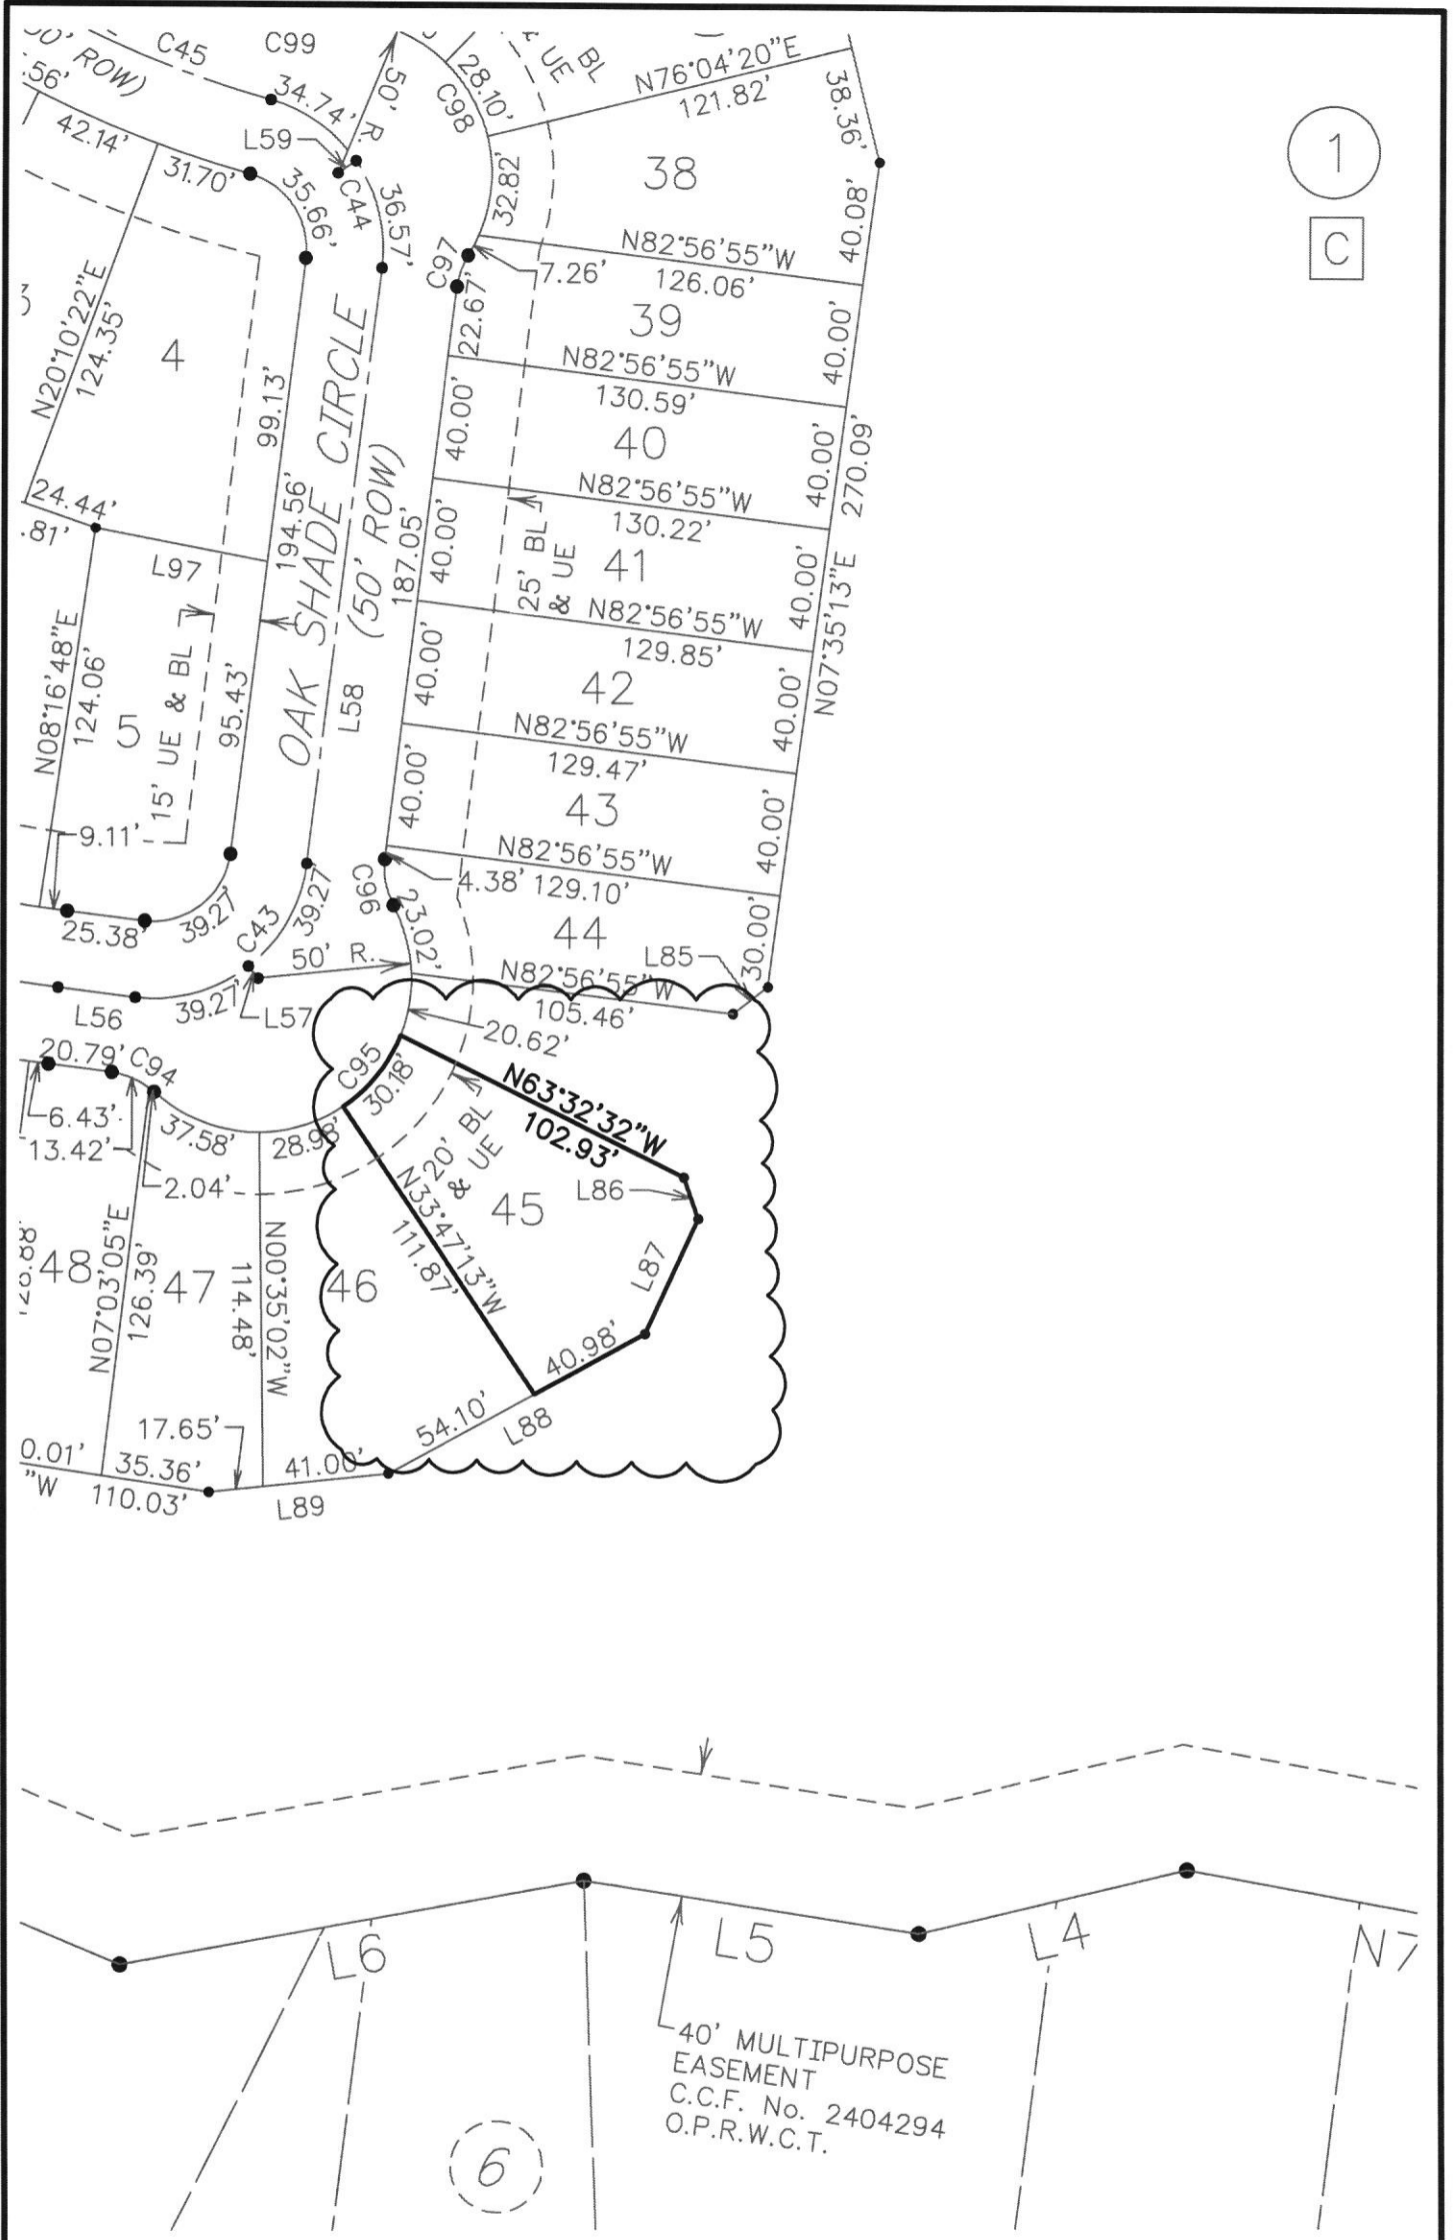 50' ROW)
.56'
C45
C99
34.74'
50' R.
L59
C44
42.14'
31.70'
35.66'
36.57'
28.10'
C98
& UE
BL
N76°04'20"E
121.82'
38.36'
1
C
38
32.82'
40.08'
N82°56'55"W
126.06'
C97
7.26'
22.67'
39
40.00'
N82°56'55"W
130.59'
N20°10'22"E
124.35'
4
99.13'
40.00'
40
40.00'
270.09'
N82°56'55"W
130.22'
24.44'
.81'
194.56'
OAK SHADE CIRCLE
(50' ROW)
187.05'
40.00'
25' BL
& UE
41
40.00'
N07°35'13"E
L97
N82°56'55"W
129.85'
N08°16'48"E
124.06'
5
15' UE & BL
95.43'
L58
40.00'
42
40.00'
N82°56'55"W
129.47'
40.00'
43
40.00'
N82°56'55"W
129.10'
9.11'
4.38'
C96
23.02'
44
30.00'
25.38'
39.27'
C43
39.27'
50' R.
L85
N82°56'55"W
105.46'
L56
39.27'
L57
20.62'
20.79'
C94
C95
30.18'
N63°32'32"W
102.93'
6.43'
13.42'
37.58'
28.98'
2.04'
20' BL
& UE
L86
45
N33°47'13"W
111.87'
L87
48
N07°03'05"E
126.39'
47
N00°35'02"W
114.48'
46
40.98'
17.65'
54.10'
L88
0.01'
"W
35.36'
110.03'
41.00'
L89
L6
L5
L4
N7
40' MULTIPURPOSE
EASEMENT
C.C.F. No. 2404294
O.P.R.W.C.T.
6